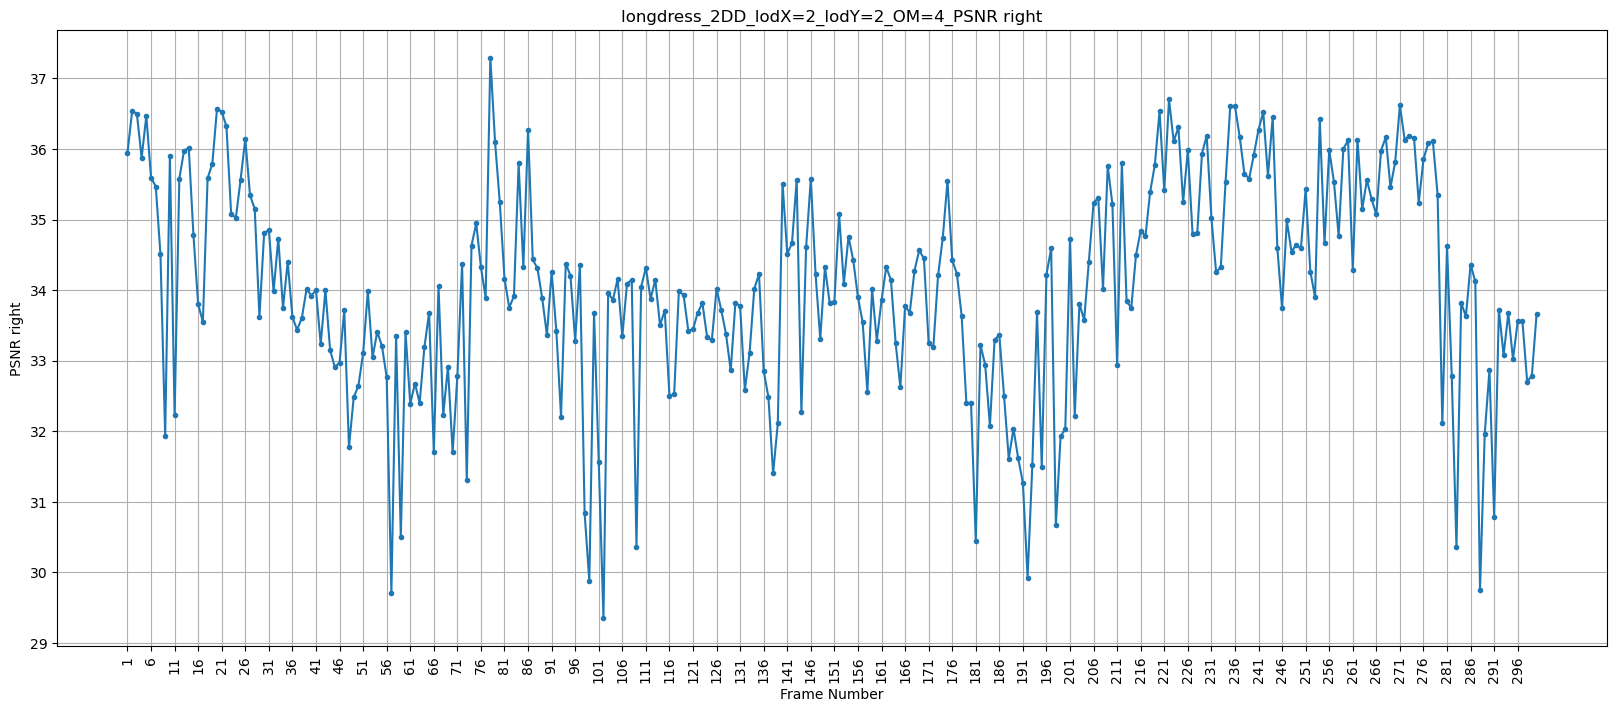 longdress_2DD_lodX=2_lodY=2_OM=4_PSNR right
PSNR right
37
36
35
34
33
32
31
30
29
1 6 11 16 21 26 31 36 41 46 51 56 61 66 71 76 81 86 91 96 101 106 111 116 121 126 131 136 141 146 151 156 161 166 171 176 181 186 191 196 201 206 211 216 221 226 231 236 241 246 251 256 261 266 271 276 281 286 291 296
Frame Number